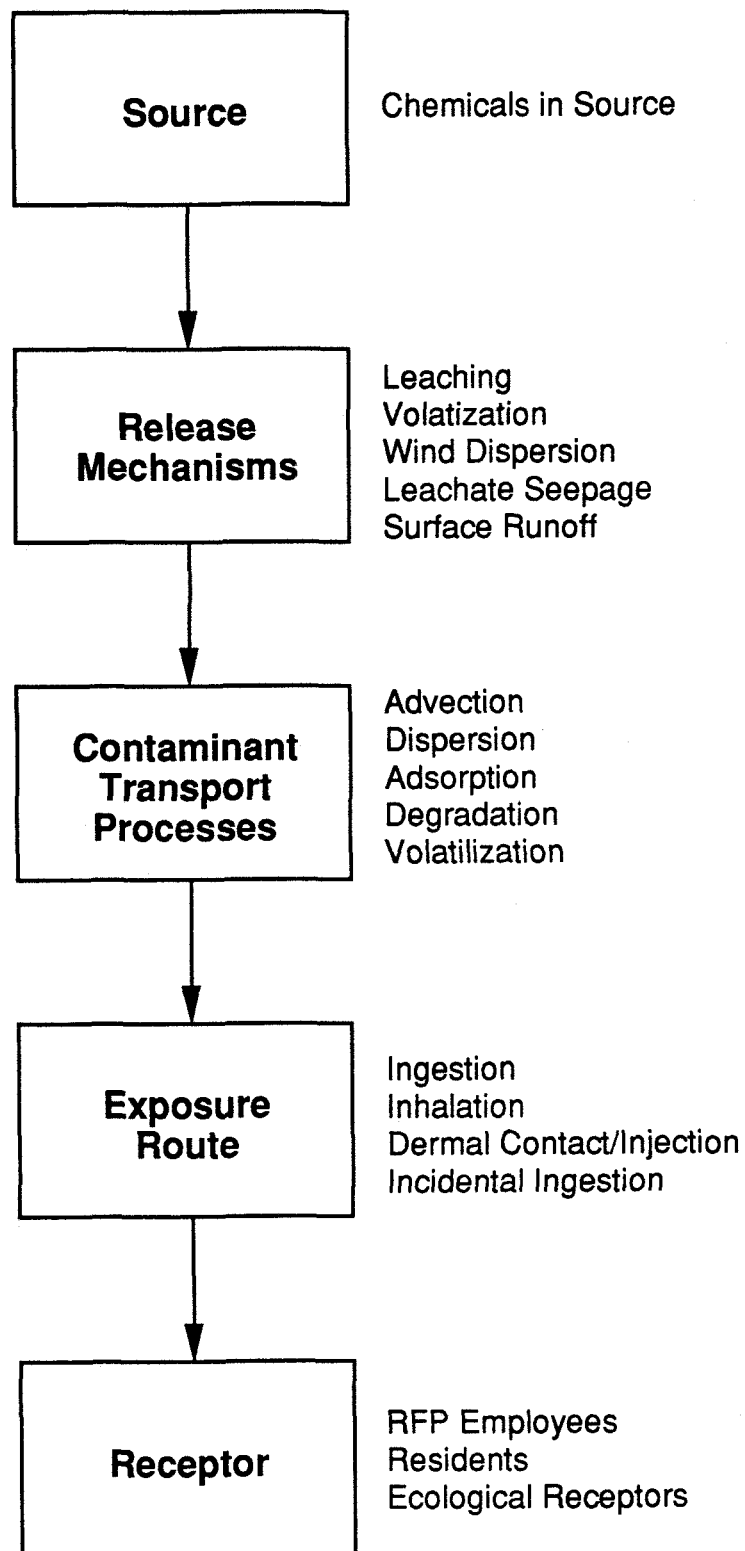 Source
Chemicals in Source
Release
Mechanisms
Leaching
Volatization
Wind Dispersion
Leachate Seepage
Surface Runoff
Contaminant
Transport
Processes
Advection
Dispersion
Adsorption
Degradation
Volatilization
Exposure
Route
Ingestion
Inhalation
Dermal Contact/Injection
Incidental Ingestion
Receptor
RFP Employees
Residents
Ecological Receptors